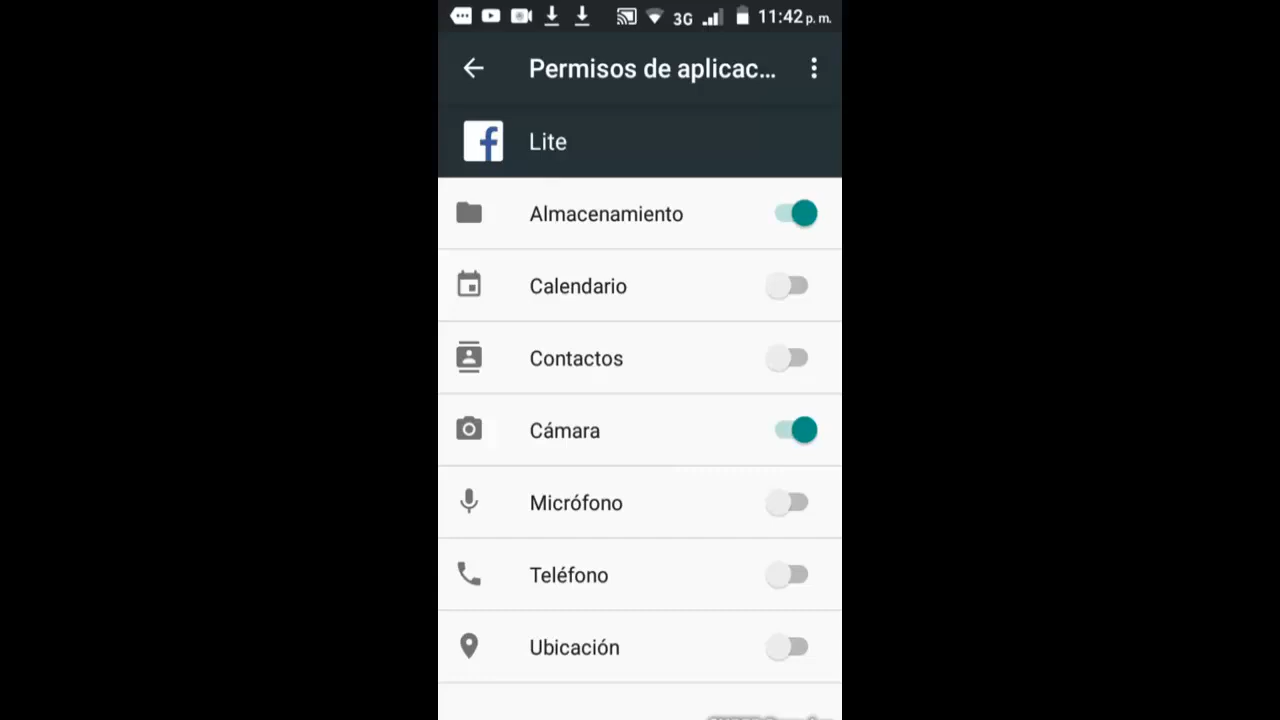 3G 11:42 p. m.
Permisos de aplicac...
Lite
Almacenamiento
Calendario
Contactos
Cámara
Micrófono
Teléfono
Ubicación